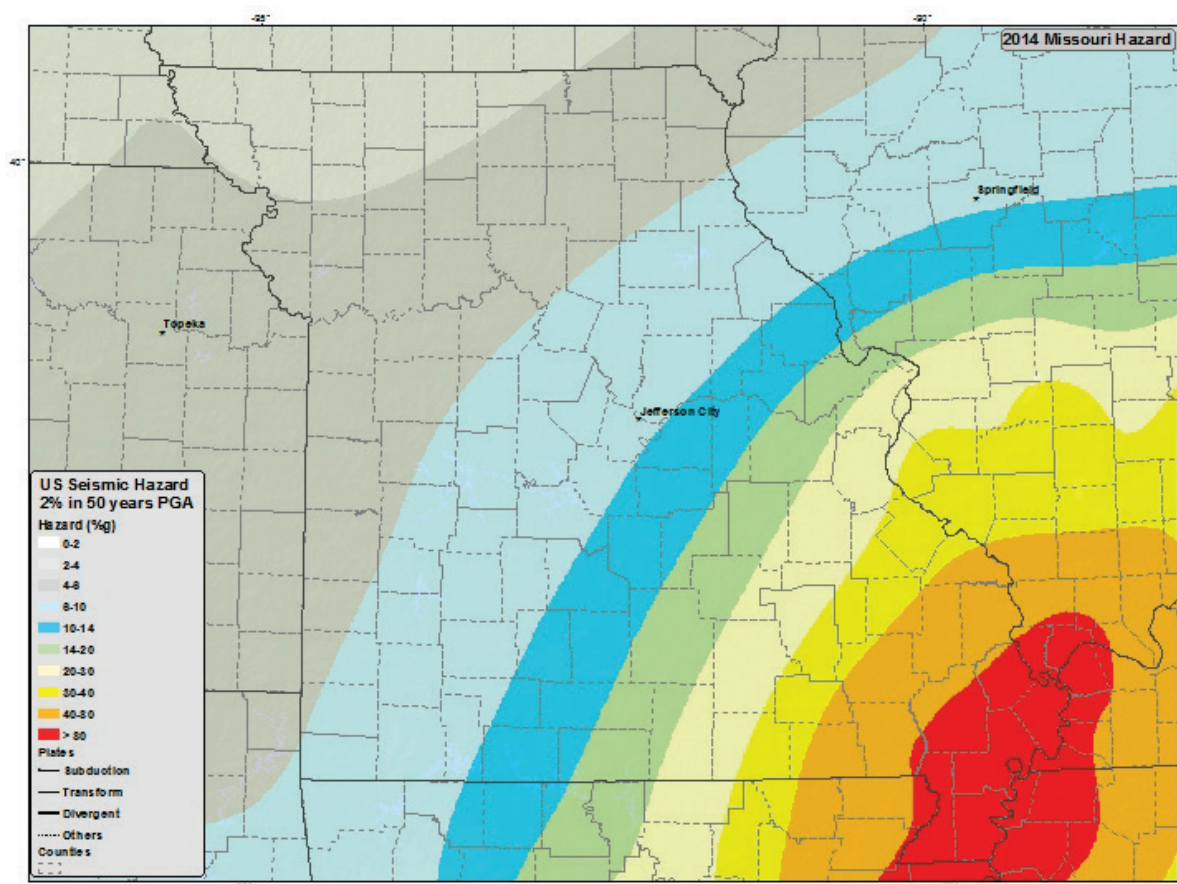 -95°
-90°
2014 Missouri Hazard
40°
Springfield
Topeka
Jefferson City
US Seismic Hazard
2% in 50 years PGA
Hazard (%g)
0-2
2-4
4-6
6-10
10-14
14-20
20-30
30-40
40-80
> 80
Plates
Subduction
Transform
Divergent
Others
Counties